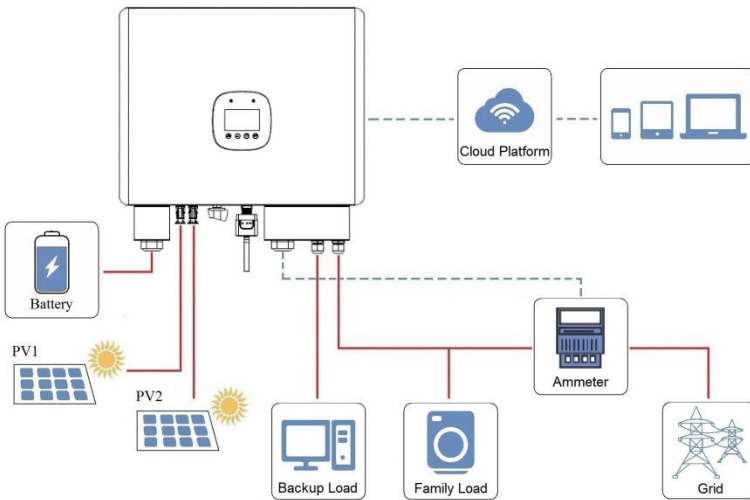 Cloud Platform
Battery
PV1
PV2
Ammeter
Backup Load
Family Load
Grid